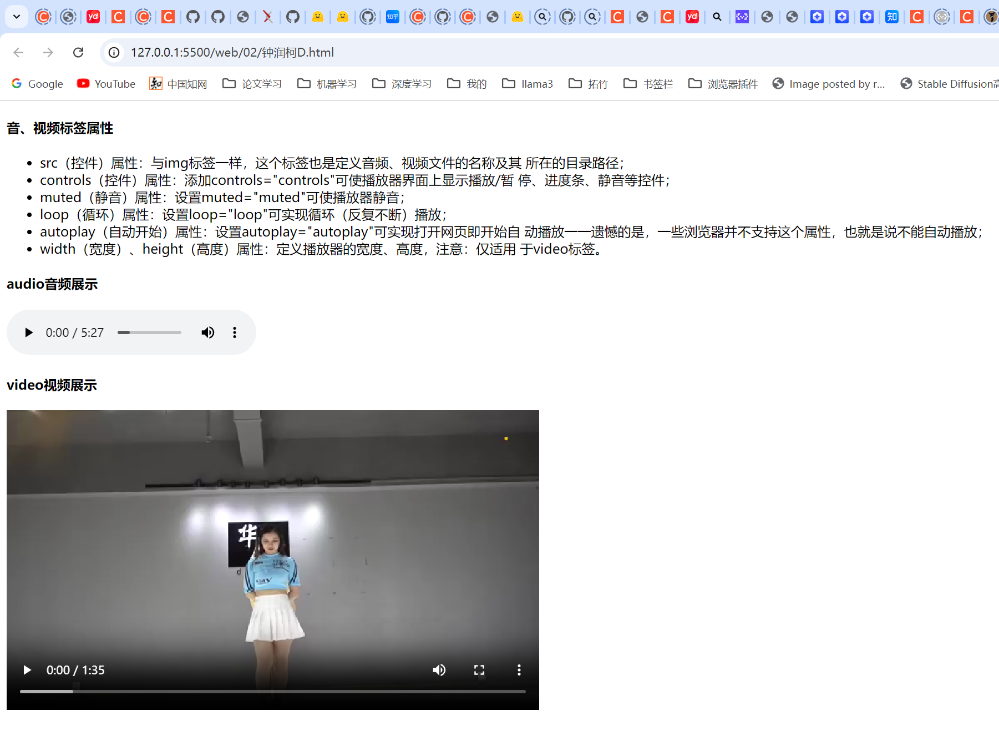 127.0.0.1:5500/web/02/钟润柯D.html
Google YouTube 中国知网 论文学习 机器学习 深度学习 我的 llama3 拓竹 书签栏 浏览器插件 Image posted by r... Stable Diffusion高
音、视频标签属性
src（控件）属性：与img标签一样，这个标签也是定义音频、视频文件的名称及其 所在的目录路径；
controls（控件）属性：添加controls="controls"可使播放器界面上显示播放/暂 停、进度条、静音等控件；
muted（静音）属性：设置muted="muted"可使播放器静音；
loop（循环）属性：设置loop="loop"可实现循环（反复不断）播放；
autoplay（自动开始）属性：设置autoplay="autoplay"可实现打开网页即开始自 动播放——遗憾的是，一些浏览器并不支持这个属性，也就是说不能自动播放；
width（宽度）、height（高度）属性：定义播放器的宽度、高度，注意：仅适用 于video标签。
audio音频展示
0:00 / 5:27
video视频展示
华
d
0:00 / 1:35